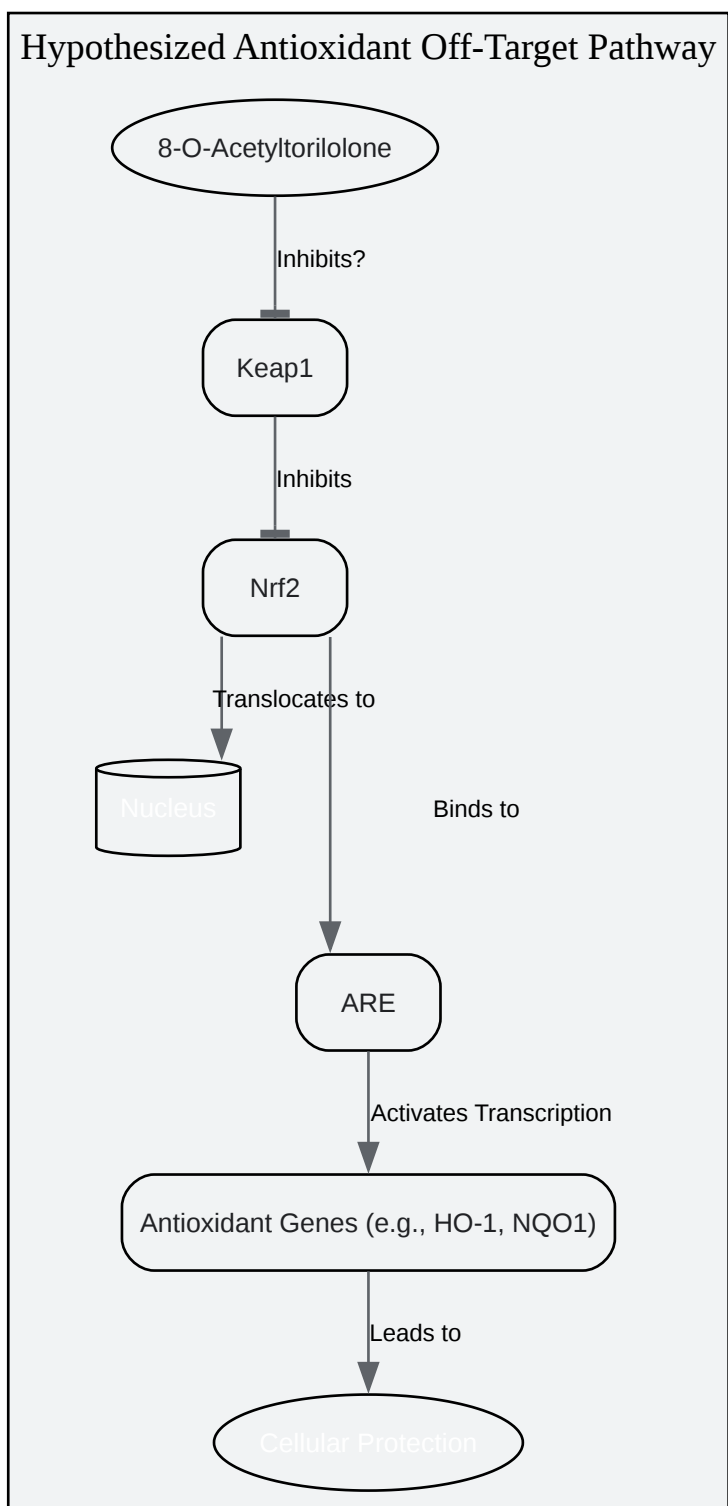 Hypothesized Antioxidant Off-Target Pathway
8-O-Acetyltorilolone
Inhibits?
Keap1
Inhibits
Nrf2
Translocates to
Nucleus
Binds to
ARE
Activates Transcription
Antioxidant Genes (e.g., HO-1, NQO1)
Leads to
Cellular Protection